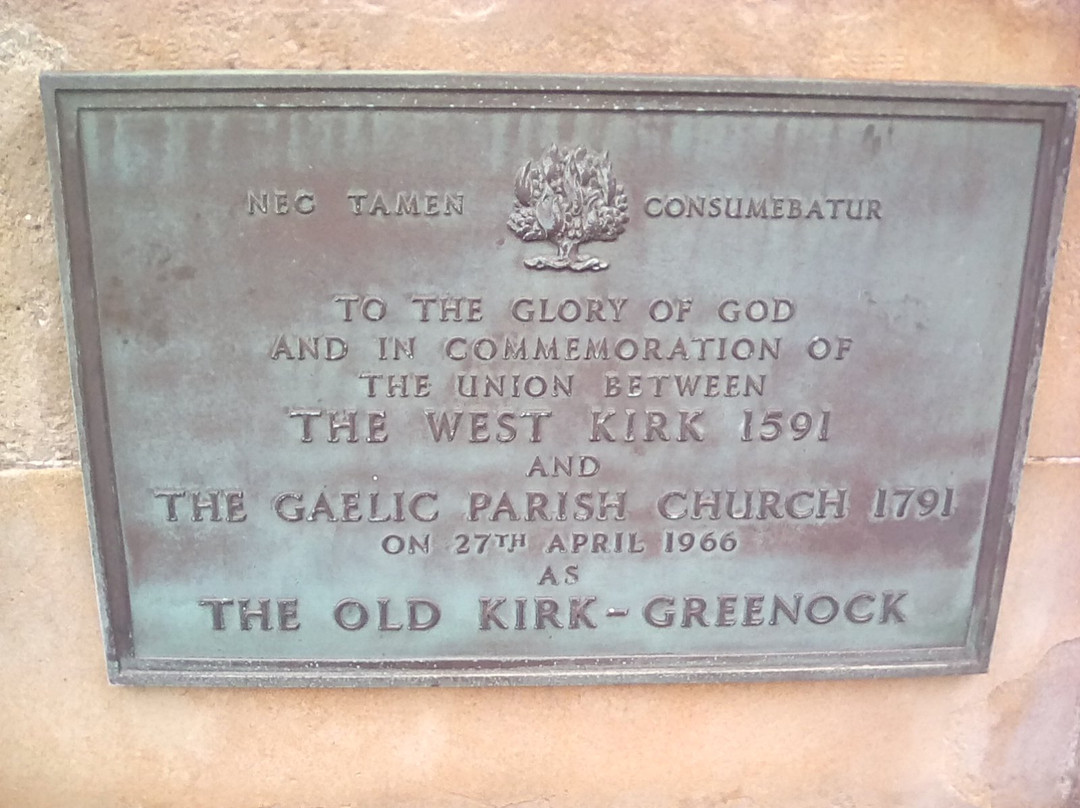 NEC TAMEN CONSUMEBATUR
TO THE GLORY OF GOD
AND IN COMMEMORATION OF
THE UNION BETWEEN
THE WEST KIRK 1591
AND
THE GAELIC PARISH CHURCH 1791
ON 27TH APRIL 1966
AS
THE OLD KIRK-GREENOCK